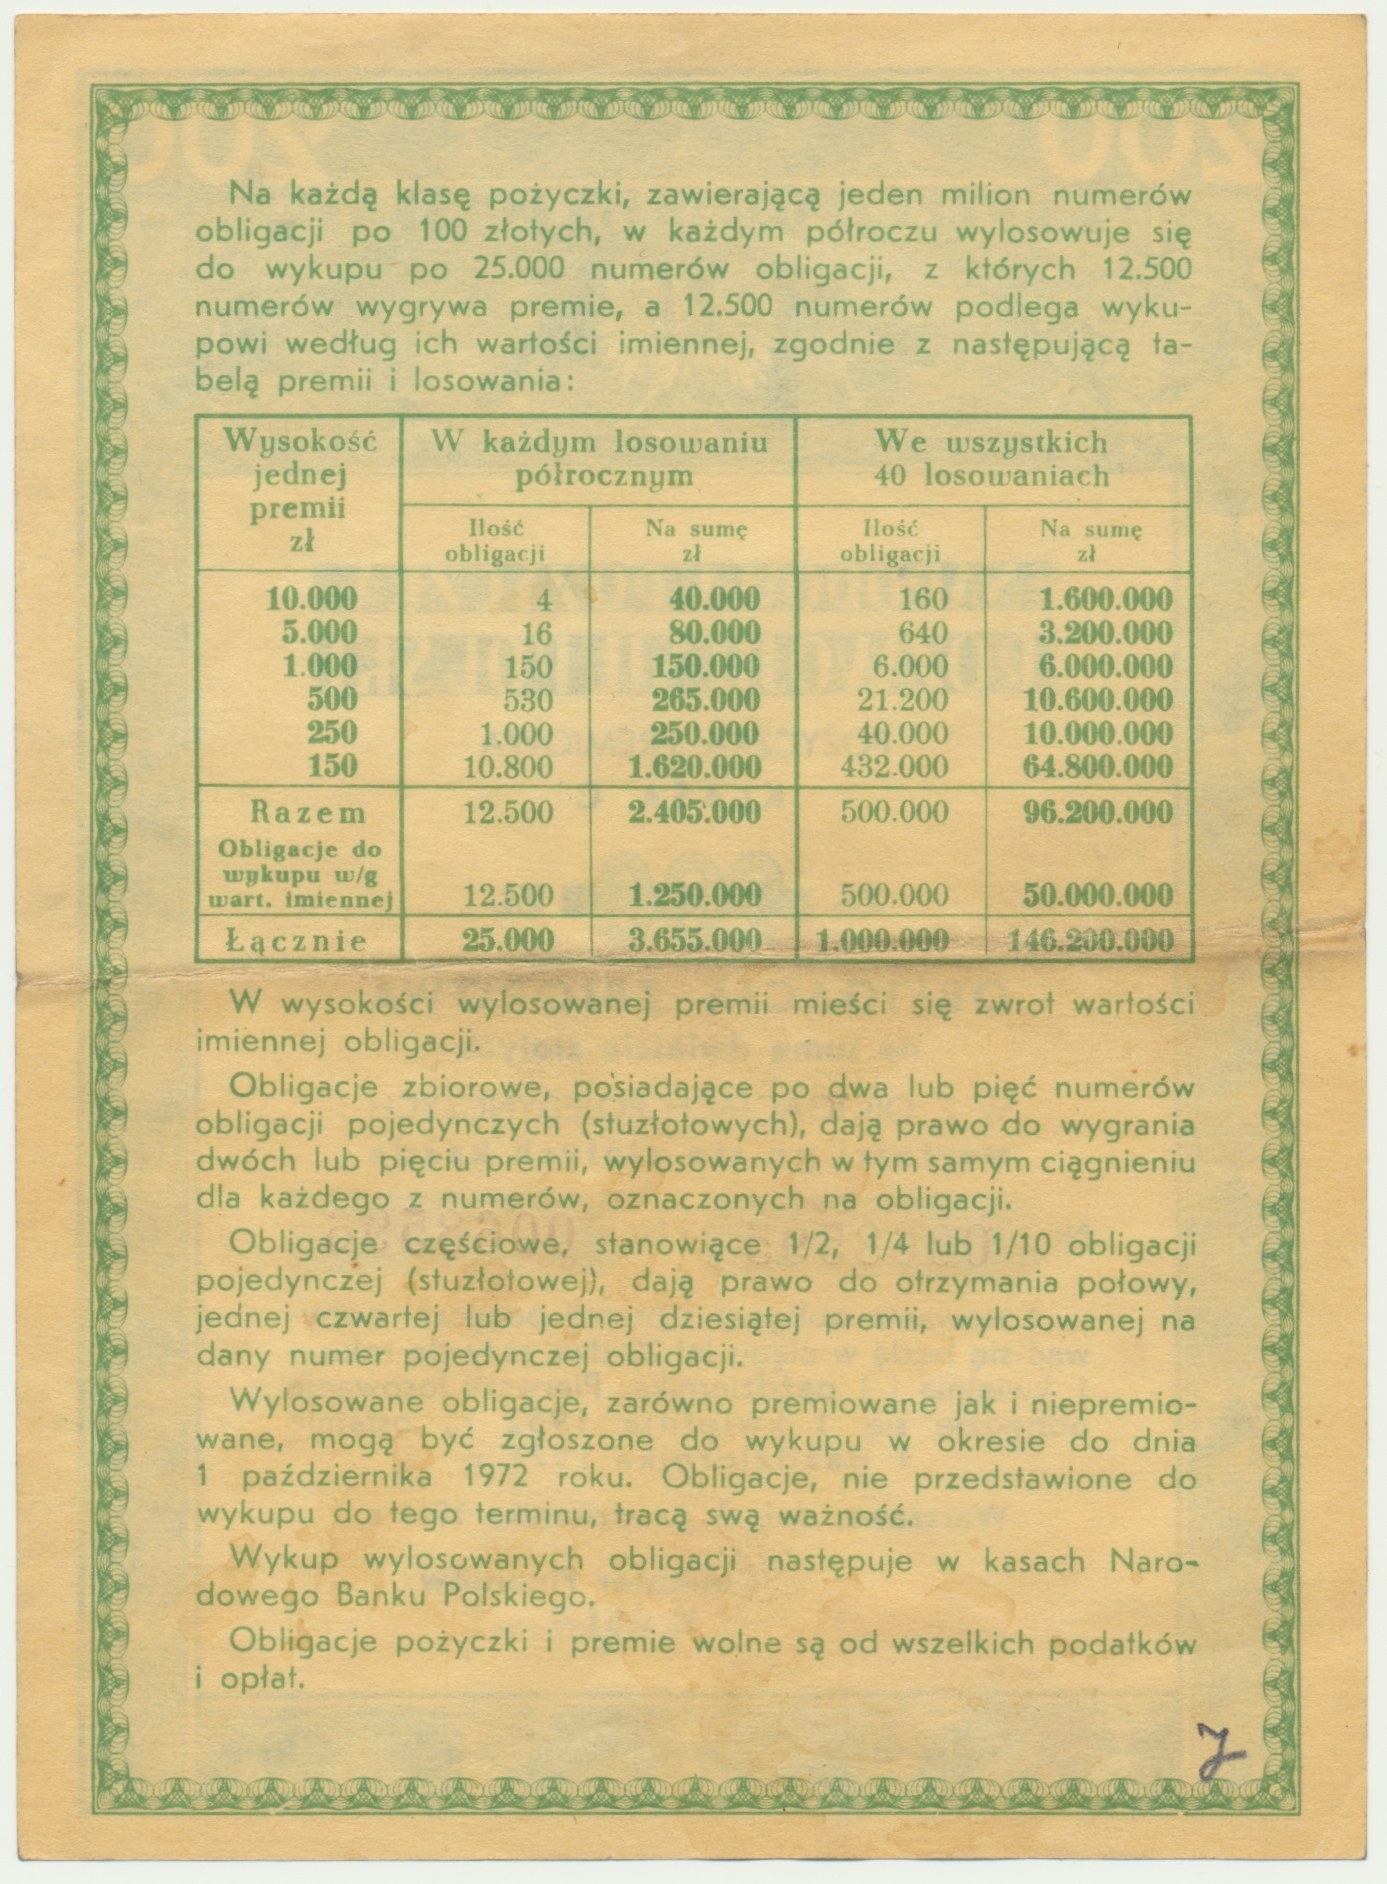 Na każdą klasę pożyczki, zawierającą jeden milion numerów
obligacji po 100 złotych, w każdym półroczu wylosowuje się
do wykupu po 25.000 numerów obligacji, z których 12.500
numerów wygrywa premie, a 12.500 numerów podlega wyku-
powi według ich wartości imiennej, zgodnie z następującą ta-
belą premii i losowania:
Wysokość jednej premii zł
W każdym losowaniu półrocznym
We wszystkich 40 losowaniach
Ilość obligacji Na sumę zł Ilość obligacji Na sumę zł
10.000 4 40.000 160 1.600.000
5.000 16 80.000 640 3.200.000
1.000 150 150.000 6.000 6.000.000
500 530 265.000 21.200 10.600.000
250 1.000 250.000 40.000 10.000.000
150 10.800 1.620.000 432.000 64.800.000
Razem 12.500 2.405.000 500.000 96.200.000
Obligacje do
wykupu w/g
wart. imiennej 12.500 1.250.000 500.000 50.000.000
Łącznie 25.000 3.655.000 1.000.000 146.200.000
W wysokości wylosowanej premii mieści się zwrot wartości
imiennej obligacji.
Obligacje zbiorowe, posiadające po dwa lub pięć numerów
obligacji pojedynczych (stuzłotowych), dają prawo do wygrania
dwóch lub pięciu premii, wylosowanych w tym samym ciągnieniu
dla każdego z numerów, oznaczonych na obligacji.
Obligacje częściowe, stanowiące 1/2, 1/4 lub 1/10 obligacji
pojedynczej (stuzłotowej), dają prawo do otrzymania połowy,
jednej czwartej lub jednej dziesiątej premii, wylosowanej na
dany numer pojedynczej obligacji.
Wylosowane obligacje, zarówno premiowane jak i niepremio-
wane, mogą być zgłoszone do wykupu w okresie do dnia
1 października 1972 roku. Obligacje, nie przedstawione do
wykupu do tego terminu, tracą swą ważność.
Wykup wylosowanych obligacji następuje w kasach Naro-
dowego Banku Polskiego.
Obligacje pożyczki i premie wolne są od wszelkich podatków
i opłat.